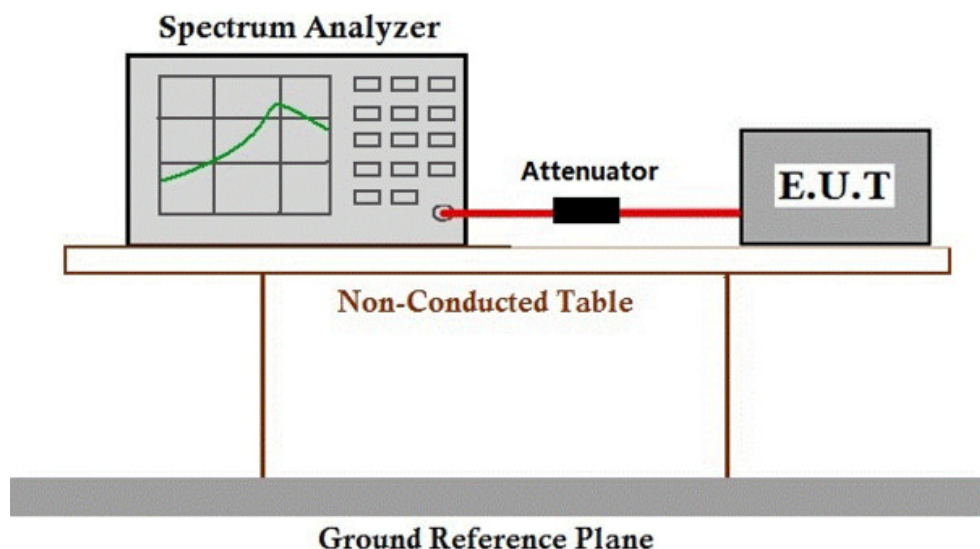 Spectrum Analyzer
Attenuator
E.U.T
Non-Conducted Table
Ground Reference Plane